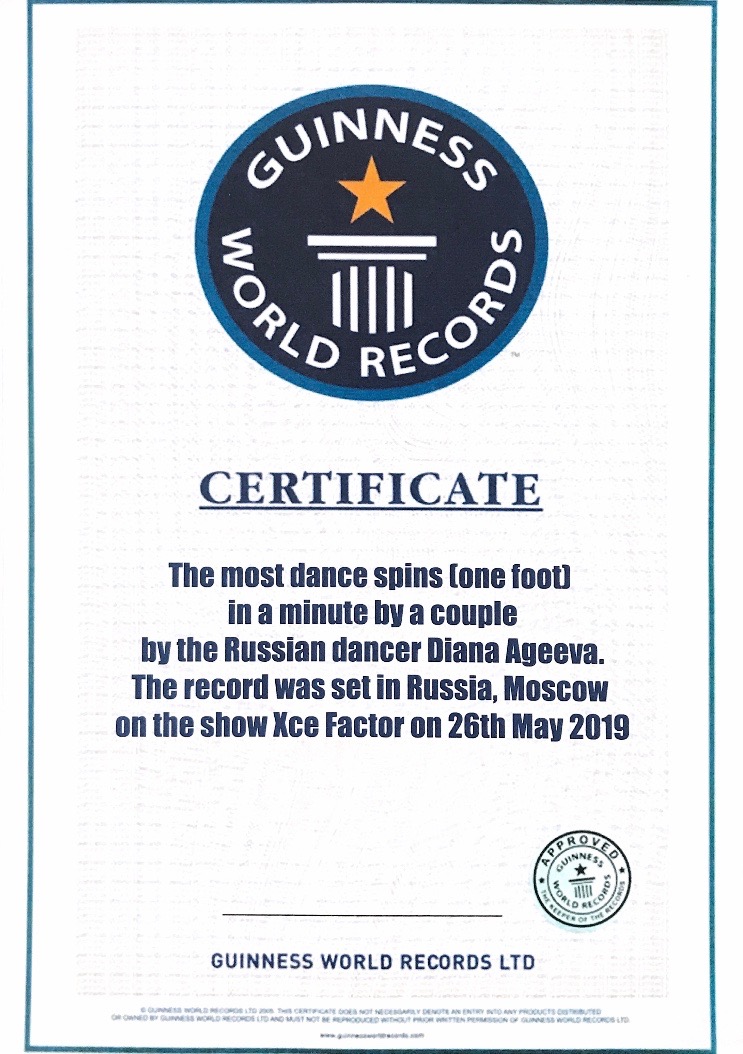 GUINNESS
WORLD RECORDS
TM
CERTIFICATE
The most dance spins (one foot)
in a minute by a couple
by the Russian dancer Diana Ageeva.
The record was set in Russia, Moscow
on the show Xce Factor on 26th May 2019
APPROVED
GUINNESS
WORLD RECORDS
THE KEEPER OF THE RECORDS
GUINNESS WORLD RECORDS LTD
© GUINNESS WORLD RECORDS LTD 2005. THIS CERTIFICATE DOES NOT NECESSARILY DENOTE AN ENTRY INTO ANY PRODUCTS DISTRIBUTED
OR OWNED BY GUINNESS WORLD RECORDS LTD AND MUST NOT BE REPRODUCED WITHOUT PRIOR WRITTEN PERMISSION OF GUINNESS WORLD RECORDS LTD.
www.guinnessworldrecords.com